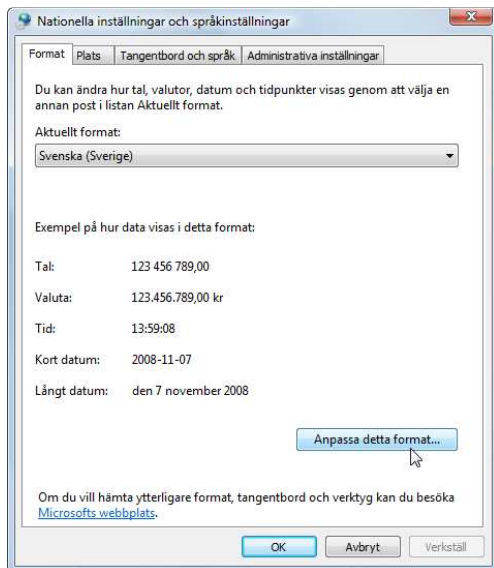 Nationella inställningar och språkinställningar
Format Plats Tangentbord och språk Administrativa inställningar
Du kan ändra hur tal, valutor, datum och tidpunkter visas genom att välja en
annan post i listan Aktuellt format.
Aktuellt format:
Svenska (Sverige)
Exempel på hur data visas i detta format:
Tal: 123 456 789,00
Valuta: 123.456.789,00 kr
Tid: 13:59:08
Kort datum: 2008-11-07
Långt datum: den 7 november 2008
Anpassa detta format...
Om du vill hämta ytterligare format, tangentbord och verktyg kan du besöka
Microsofts webbplats.
OK Avbryt Verkställ